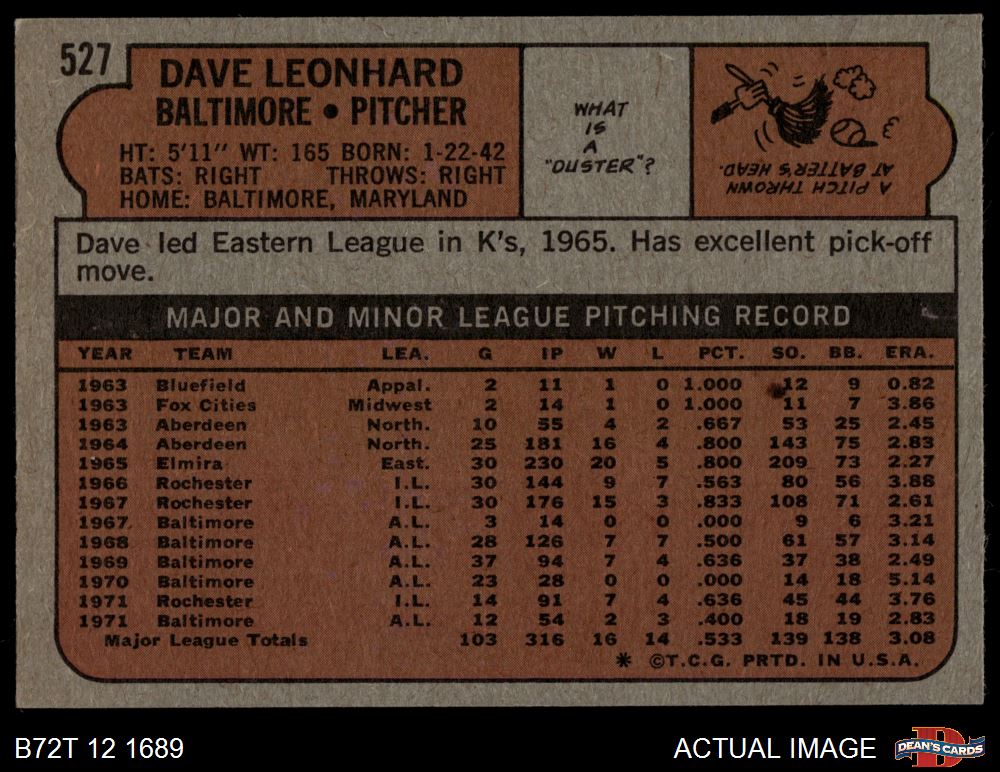 527
DAVE LEONHARD
BALTIMORE • PITCHER
HT: 5'11" WT: 165 BORN: 1-22-42
BATS: RIGHT THROWS: RIGHT
HOME: BALTIMORE, MARYLAND
WHAT
IS
A
"DUSTER"?
A PITCH THROWN
AT BATTER'S HEAD.
Dave led Eastern League in K's, 1965. Has excellent pick-off
move.
MAJOR AND MINOR LEAGUE PITCHING RECORD
YEAR TEAM LEA. G IP W L PCT. SO. BB. ERA.
1963 Bluefield Appal. 2 11 1 0 1.000 12 9 0.82
1963 Fox Cities Midwest 2 14 1 0 1.000 11 7 3.86
1963 Aberdeen North. 10 55 4 2 .667 53 25 2.45
1964 Aberdeen North. 25 181 16 4 .800 143 75 2.83
1965 Elmira East. 30 230 20 5 .800 209 73 2.27
1966 Rochester I.L. 30 144 9 7 .563 80 56 3.88
1967 Rochester I.L. 30 176 15 3 .833 108 71 2.61
1967 Baltimore A.L. 3 14 0 0 .000 9 6 3.21
1968 Baltimore A.L. 28 126 7 7 .500 61 57 3.14
1969 Baltimore A.L. 37 94 7 4 .636 37 38 2.49
1970 Baltimore A.L. 23 28 0 0 .000 14 18 5.14
1971 Rochester I.L. 14 91 7 4 .636 45 44 3.76
1971 Baltimore A.L. 12 54 2 3 .400 18 19 2.83
Major League Totals 103 316 16 14 .533 139 138 3.08
* ©T.C.G. PRTD. IN U.S.A.
B72T 12 1689
ACTUAL IMAGE
DEAN'S CARDS